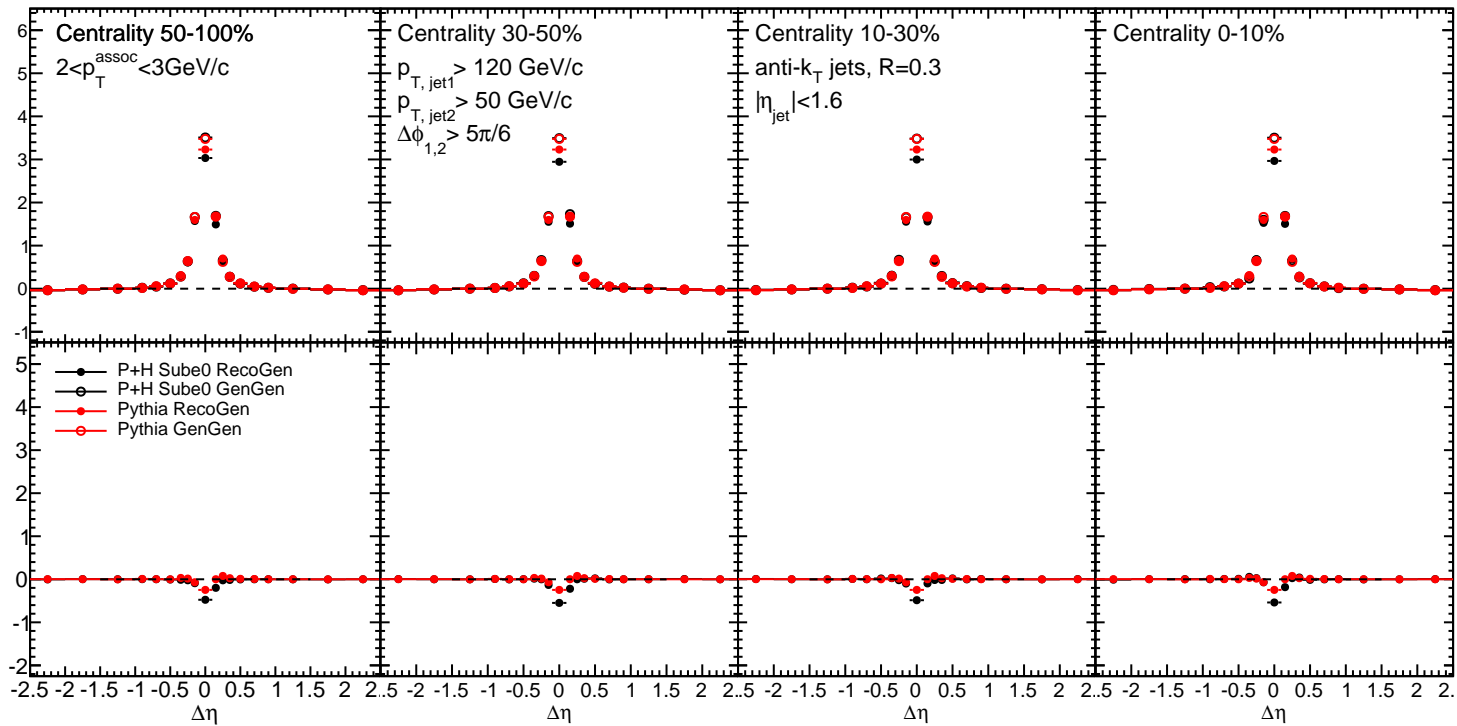 Centrality 50-100%
2<p_T^assoc<3GeV/c
Centrality 30-50%
p_T, jet1 > 120 GeV/c
p_T, jet2 > 50 GeV/c
Δϕ_1,2 > 5π/6
Centrality 10-30%
anti-k_T jets, R=0.3
|η_jet|<1.6
Centrality 0-10%
6
5
4
3
2
1
0
-1
P+H Sube0 RecoGen
P+H Sube0 GenGen
Pythia RecoGen
Pythia GenGen
5
4
3
2
1
0
-1
-2
-2.5 -2 -1.5 -1 -0.5 0 0.5 1 1.5 2 2.5 -2 -1.5 -1 -0.5 0 0.5 1 1.5 2 2.5 -2 -1.5 -1 -0.5 0 0.5 1 1.5 2 2.. -2 -1.5 -1 -0.5 0 0.5 1 1.5 2 2.
Δη Δη Δη Δη